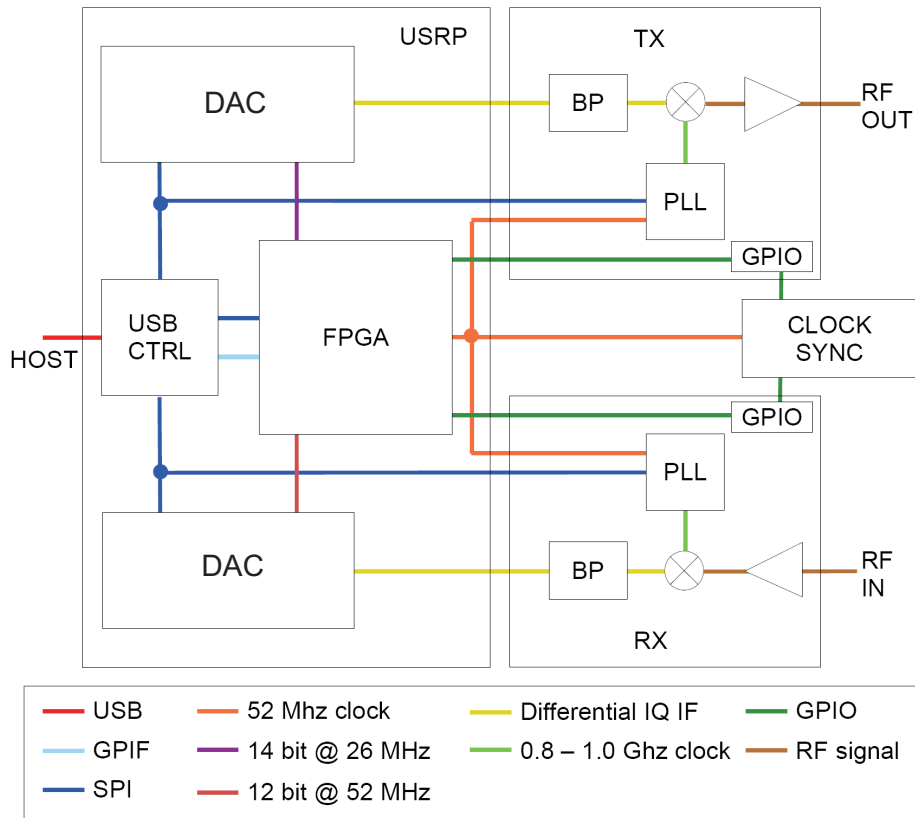 USRP
TX
DAC
BP
RF
OUT
PLL
GPIO
USB
CTRL
FPGA
CLOCK
SYNC
HOST
GPIO
PLL
DAC
BP
RF
IN
RX
USB
52 Mhz clock
Differential IQ IF
GPIO
GPIF
14 bit @ 26 MHz
0.8 – 1.0 Ghz clock
RF signal
SPI
12 bit @ 52 MHz